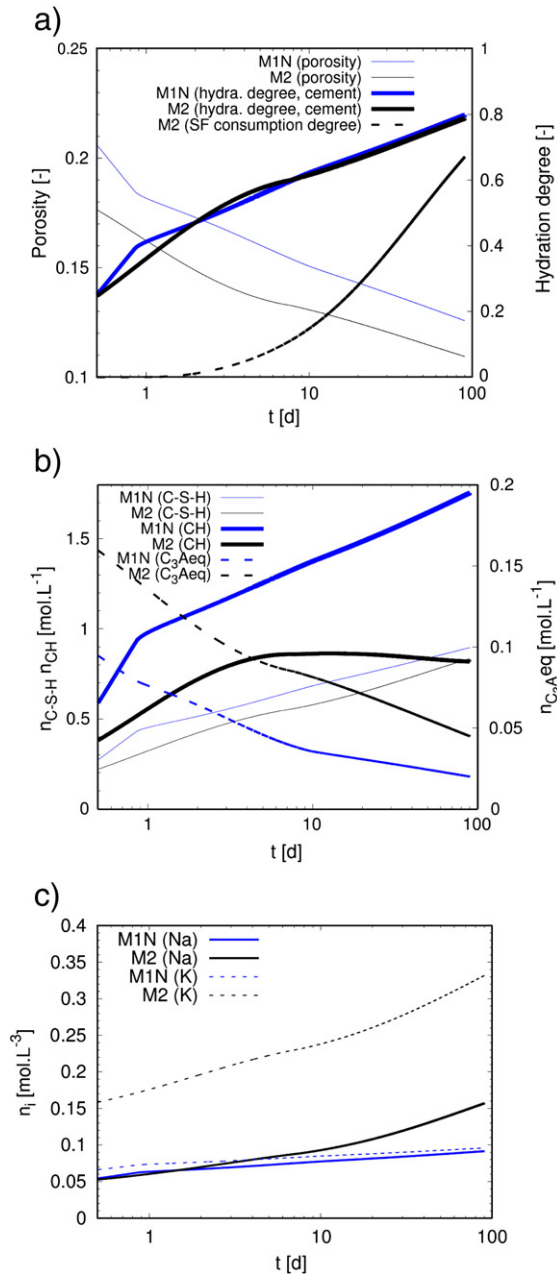 a)
0.25
1
M1N (porosity)
M2 (porosity)
M1N (hydra. degree, cement)
M2 (hydra. degree, cement)
M2 (SF consumption degree)
0.8
0.2
0.6
Porosity [-]
Hydration degree [-]
0.4
0.15
0.2
0.1
0
1
10
100
t [d]
b)
0.2
M1N (C-S-H)
M2 (C-S-H)
M1N (CH)
M2 (CH)
M1N (C3Aeq)
M2 (C3Aeq)
1.5
0.15
nC-S-H nCH [mol.L-1]
nC3Aeq [mol.L-1]
1
0.1
0.5
0.05
0
0
1
10
100
t [d]
c)
0.4
M1N (Na)
M2 (Na)
M1N (K)
M2 (K)
0.35
0.3
0.25
ni [mol.L-3]
0.2
0.15
0.1
0.05
0
1
10
100
t [d]